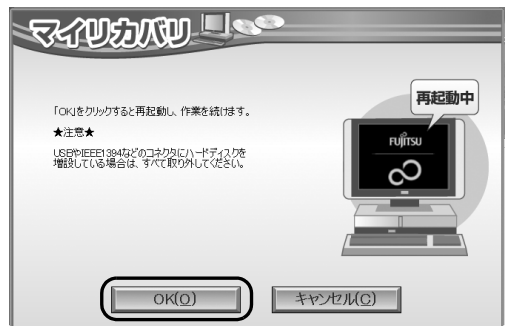 マイリカバリ
「OK」をクリックすると再起動し、作業を続けます。
★注意★
USBやIEEE1394などのコネクタにハードディスクを
増設している場合は、すべて取り外してください。
再起動中
FUJITSU
OK(O)
キャンセル(C)